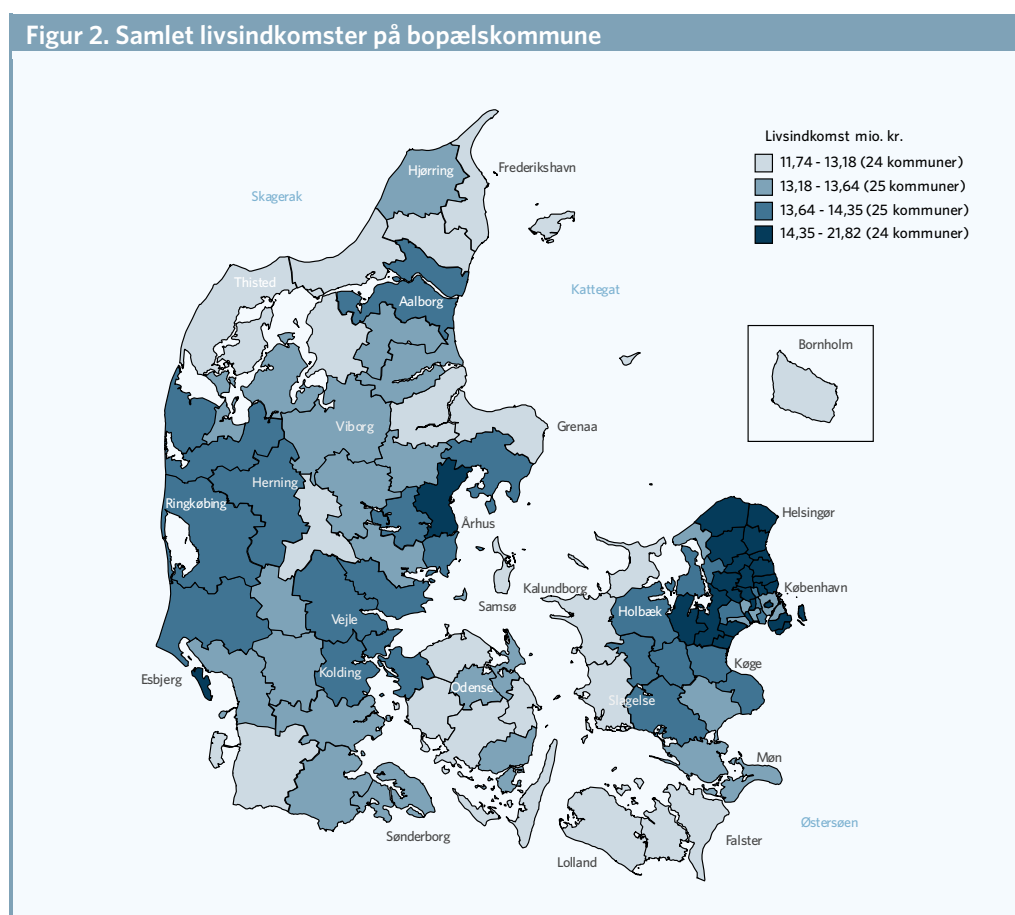 Figur 2. Samlet livsindkomster på bopælskommune
Livsindkomst mio. kr.
11,74 - 13,18 (24 kommuner)
13,18 - 13,64 (25 kommuner)
13,64 - 14,35 (25 kommuner)
14,35 - 21,82 (24 kommuner)
Hjørring
Frederikshavn
Skagerak
Thisted
Kattegat
Aalborg
Bornholm
Viborg
Grenaa
Herning
Ringkøbing
Århus
Helsingør
Kalundborg
København
Samsø
Holbæk
Vejle
Køge
Esbjerg
Kolding
Odense
Slagelse
Møn
Østersøen
Sønderborg
Falster
Lolland